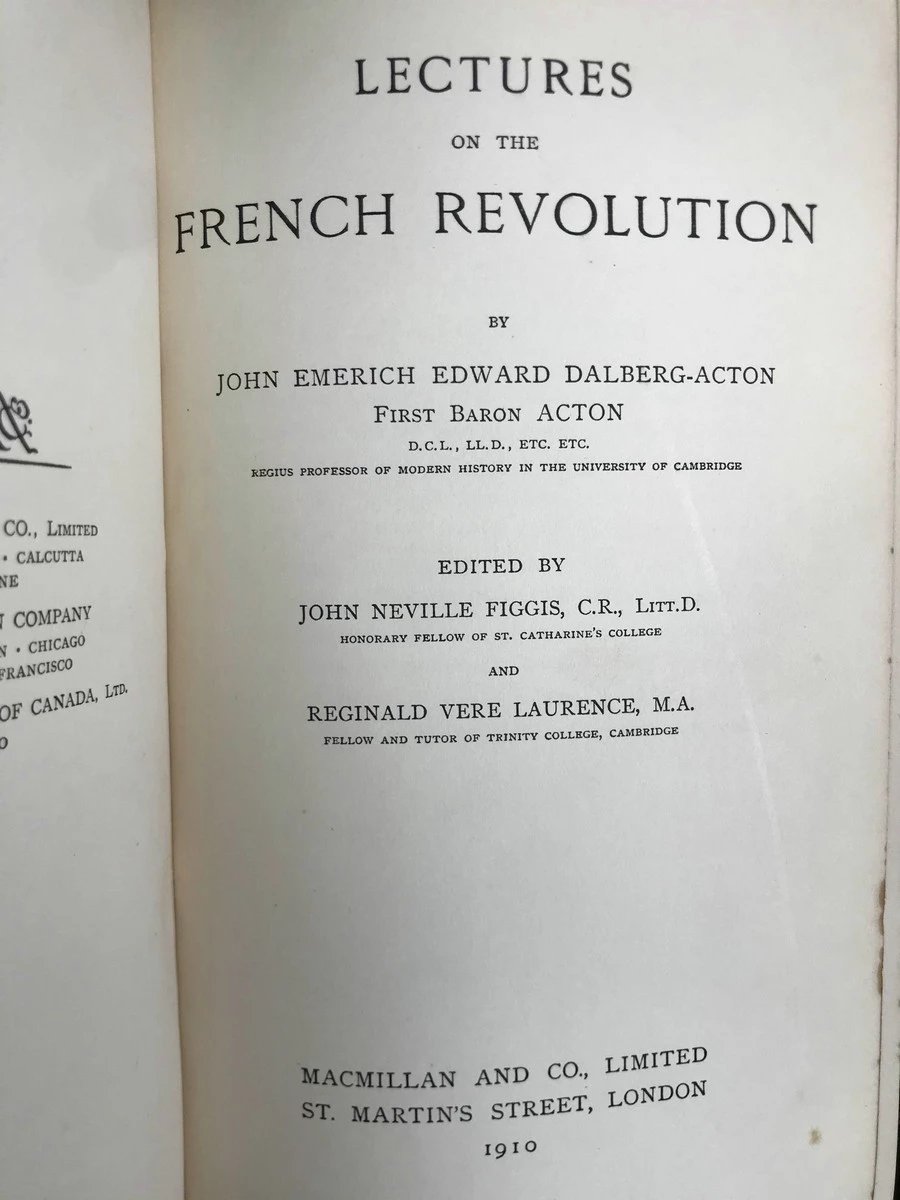 CO., LIMITED
· CALCUTTA
COMPANY
· CHICAGO
FRANCISCO
OF CANADA, LTD.
LECTURES
ON THE
FRENCH REVOLUTION
BY
JOHN EMERICH EDWARD DALBERG-ACTON
FIRST BARON ACTON
D.C.L., LL.D., ETC. ETC.
REGIUS PROFESSOR OF MODERN HISTORY IN THE UNIVERSITY OF CAMBRIDGE
EDITED BY
JOHN NEVILLE FIGGIS, C.R., LITT.D.
HONORARY FELLOW OF ST. CATHARINE'S COLLEGE
AND
REGINALD VERE LAURENCE, M.A.
FELLOW AND TUTOR OF TRINITY COLLEGE, CAMBRIDGE
MACMILLAN AND CO., LIMITED
ST. MARTIN'S STREET, LONDON
1910